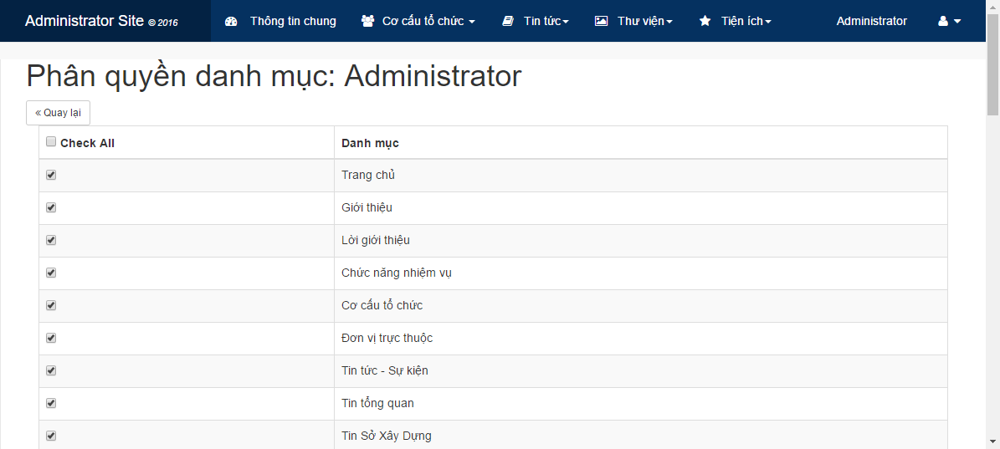 Administrator Site © 2016 Thông tin chung Cơ cấu tổ chức Tin tức Thư viện Tiện ích Administrator
Phân quyền danh mục: Administrator
« Quay lại
Check All Danh mục
Trang chủ
Giới thiệu
Lời giới thiệu
Chức năng nhiệm vụ
Cơ cấu tổ chức
Đơn vị trực thuộc
Tin tức - Sự kiện
Tin tổng quan
Tin Sở Xây Dựng